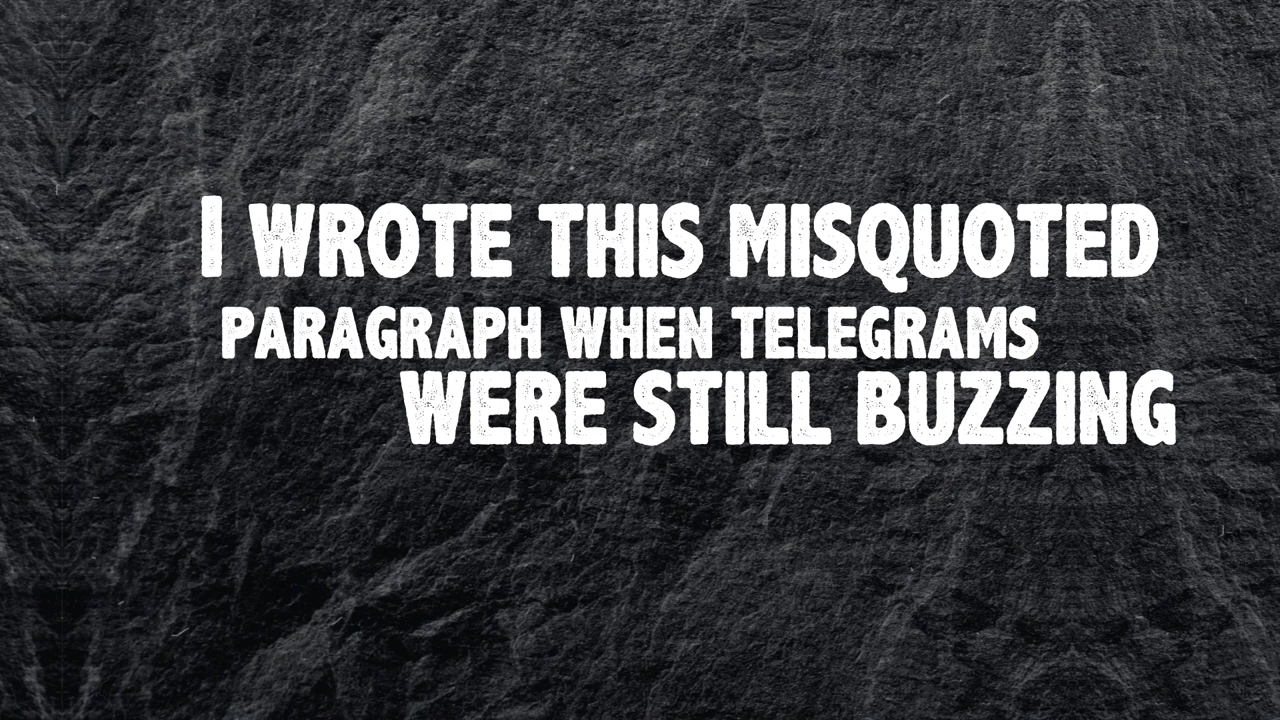 I WROTE THIS MISQUOTED
PARAGRAPH WHEN TELEGRAMS
WERE STILL BUZZING